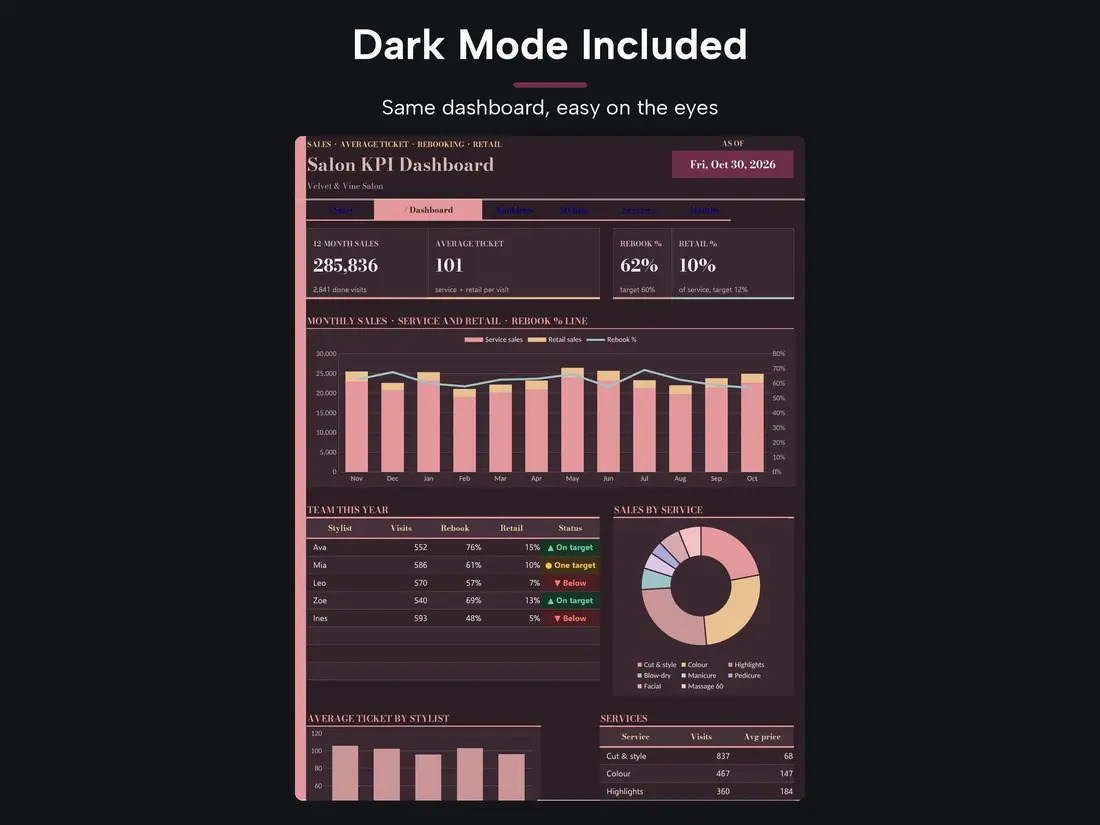 Dark Mode Included
Same dashboard, easy on the eyes
SALES · AVERAGE TICKET · REBOOKING · RETAIL
AS OF
Salon KPI Dashboard
Fri, Oct 30, 2026
Velvet & Vine Salon
Start / Dashboard
12-MONTH SALES AVERAGE TICKET REBOOK % RETAIL %
285,836 101 62% 10%
2,841 done visits service + retail per visit target 60% of service, target 12%
MONTHLY SALES · SERVICE AND RETAIL · REBOOK % LINE
Service sales Retail sales Rebook %
30,000 80%
25,000 70%
20,000 60%
15,000 50%
10,000 40%
5,000 30%
0 20%
10%
0%
Nov Dec Jan Feb Mar Apr May Jun Jul Aug Sep Oct
TEAM THIS YEAR
Stylist Visits Rebook Retail Status
Ava 552 76% 15% ▲ On target
Mia 586 61% 10% ● One target
Leo 570 57% 7% ▼ Below
Zoe 540 69% 13% ▲ On target
Ines 593 48% 5% ▼ Below
SALES BY SERVICE
Cut & style Colour Highlights
Blow-dry Manicure Pedicure
Facial Massage 60
AVERAGE TICKET BY STYLIST
120
100
80
60
SERVICES
Service Visits Avg price
Cut & style 837 68
Colour 467 147
Highlights 360 184